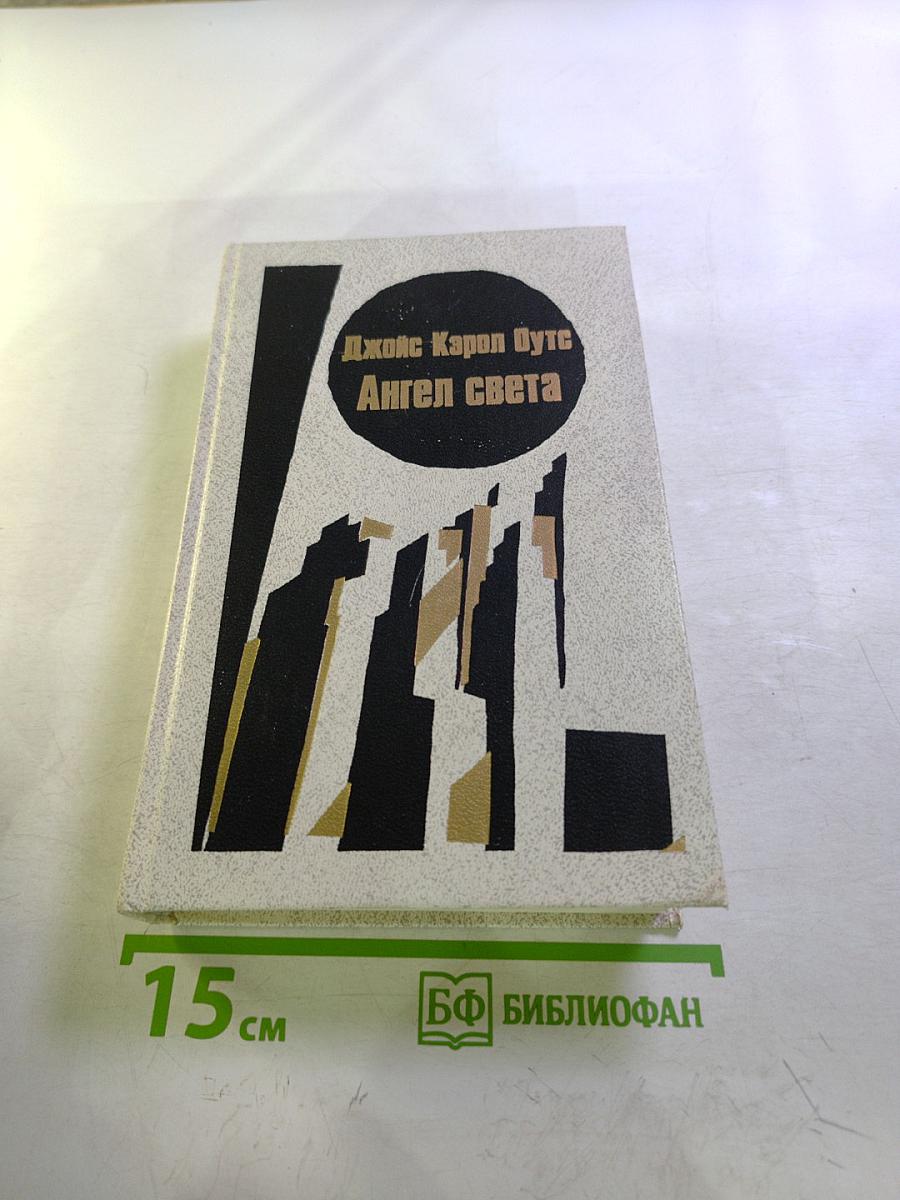 Джойс Кэрол Оутс
Ангел света
15 см
БФ БИБЛИОФАН